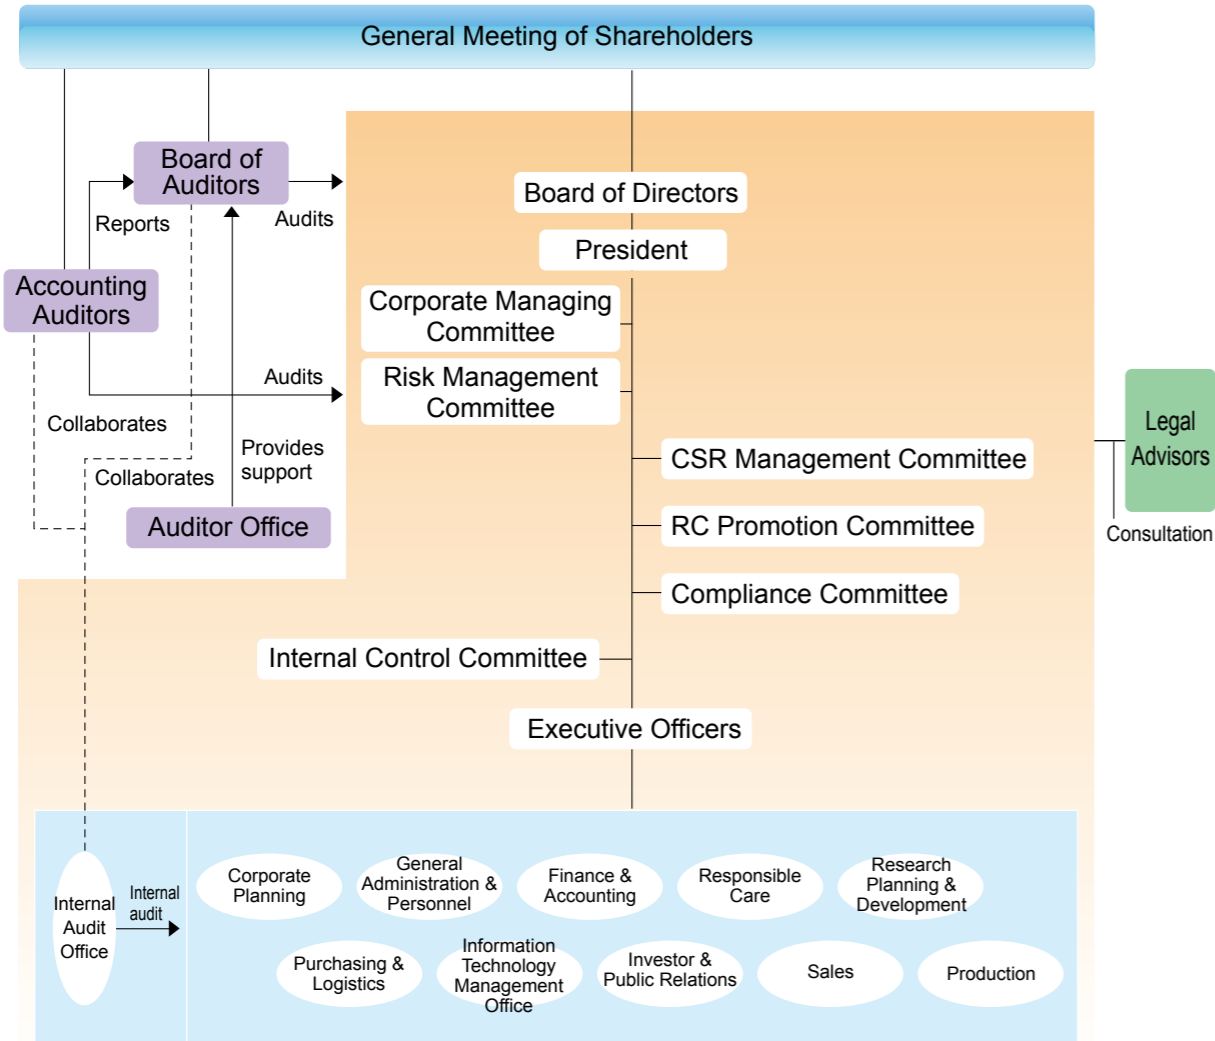 General Meeting of Shareholders
Board of
Auditors
Reports
Audits
Board of Directors
President
Accounting
Auditors
Corporate Managing
Committee
Audits
Risk Management
Committee
Collaborates
Collaborates
Provides
support
Auditor Office
CSR Management Committee
RC Promotion Committee
Compliance Committee
Legal
Advisors
Consultation
Internal Control Committee
Executive Officers
Internal
Audit
Office
Internal
audit
Corporate
Planning
General
Administration &
Personnel
Finance &
Accounting
Responsible
Care
Research
Planning &
Development
Purchasing &
Logistics
Information
Technology
Management
Office
Investor &
Public Relations
Sales
Production